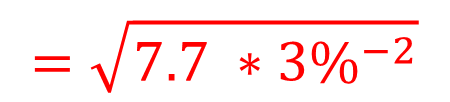 = √7.7 * 3%⁻²